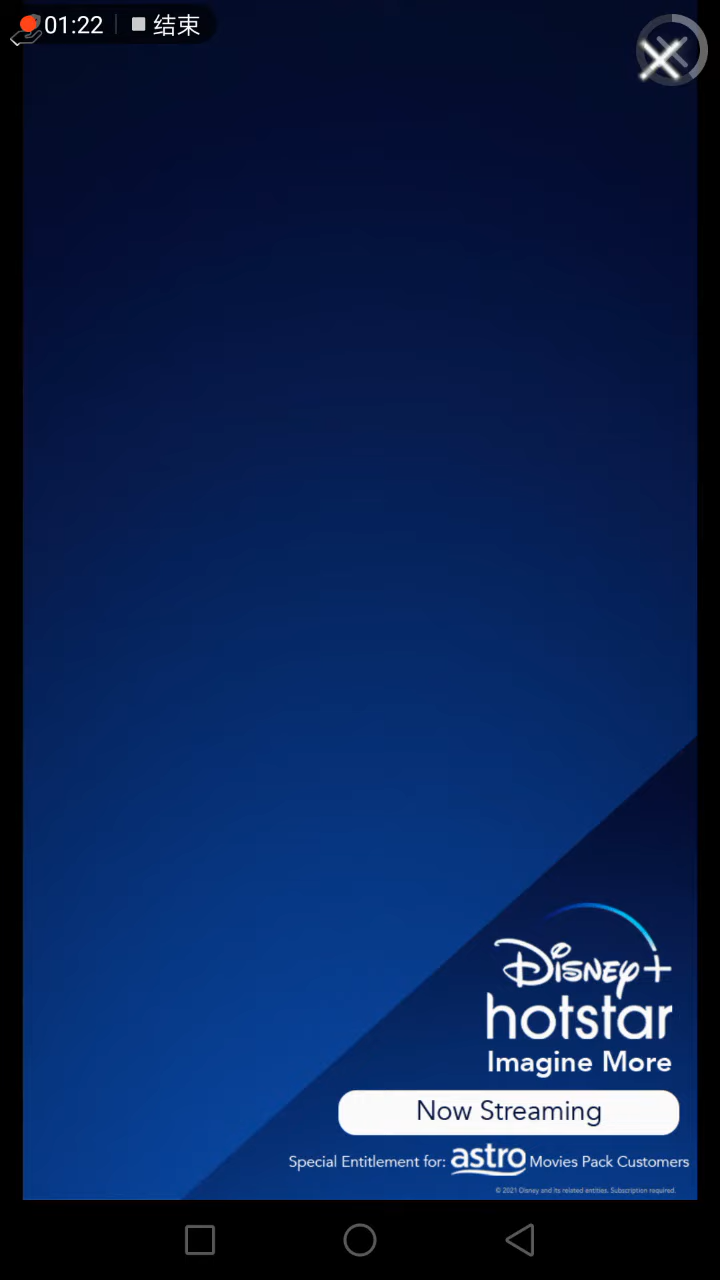 01:22 结束
Disney+
hotstar
Imagine More
Now Streaming
Special Entitlement for: astro Movies Pack Customers
© 2021 Disney and its related entities. Subscription required.